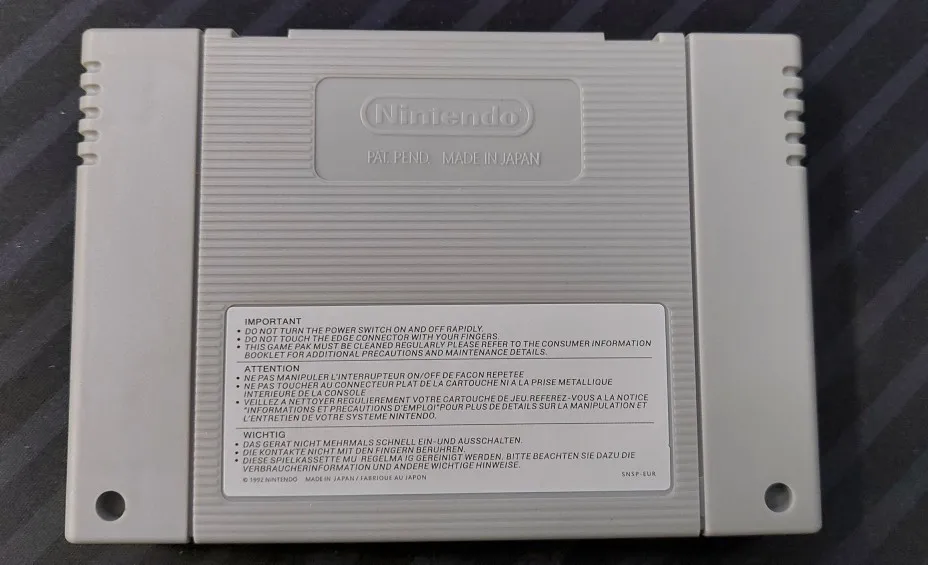 Nintendo
PAT. PEND. MADE IN JAPAN
IMPORTANT
• DO NOT TURN THE POWER SWITCH ON AND OFF RAPIDLY.
• DO NOT TOUCH THE EDGE CONNECTOR WITH YOUR FINGERS.
• THIS GAME PAK MUST BE CLEANED REGULARLY PLEASE REFER TO THE CONSUMER INFORMATION
BOOKLET FOR ADDITIONAL PRECAUTIONS AND MAINTENANCE DETAILS.
ATTENTION
• NE PAS MANIPULER L'INTERRUPTEUR ON/OFF DE FACON REPETEE
• NE PAS TOUCHER AU CONNECTEUR PLAT DE LA CARTOUCHE NI A LA PRISE METALLIQUE
INTERIEURE DE LA CONSOLE
• VEILLEZ A NETTOYER REGULIEREMENT VOTRE CARTOUCHE DE JEU.REFEREZ-VOUS A LA NOTICE
"INFORMATIONS ET PRECAUTIONS D'EMPLOI"POUR PLUS DE DETAILS SUR LA MANIPULATION ET
L'ENTRETIEN DE VOTRE SYSTEME NINTENDO.
WICHTIG
• DAS GERAT NICHT MEHRMALS SCHNELL EIN-UND AUSSCHALTEN.
• DIE KONTAKTE NICHT MIT DEN FINGERN BERUHREN.
• DIESE SPIELKASSETTE MU REGELMA'IG GEREINIGT WERDEN. BITTE BEACHTEN SIE DAZU DIE
VERBRAUCHERINFORMATION UND ANDERE WICHTIGE HINWEISE.
© 1992 NINTENDO MADE IN JAPAN / FABRIQUE AU JAPON
SNSP-EUR